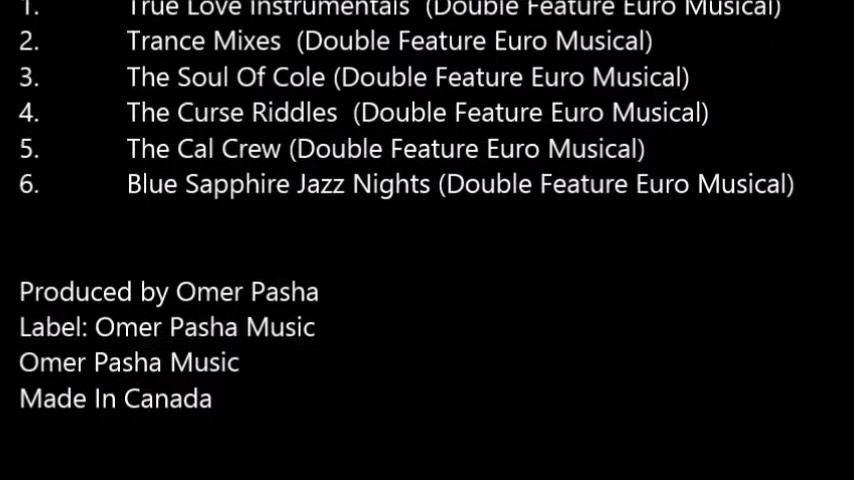 1. True Love Instrumentals (Double Feature Euro Musical)
2. Trance Mixes (Double Feature Euro Musical)
3. The Soul Of Cole (Double Feature Euro Musical)
4. The Curse Riddles (Double Feature Euro Musical)
5. The Cal Crew (Double Feature Euro Musical)
6. Blue Sapphire Jazz Nights (Double Feature Euro Musical)
Produced by Omer Pasha
Label: Omer Pasha Music
Omer Pasha Music
Made In Canada